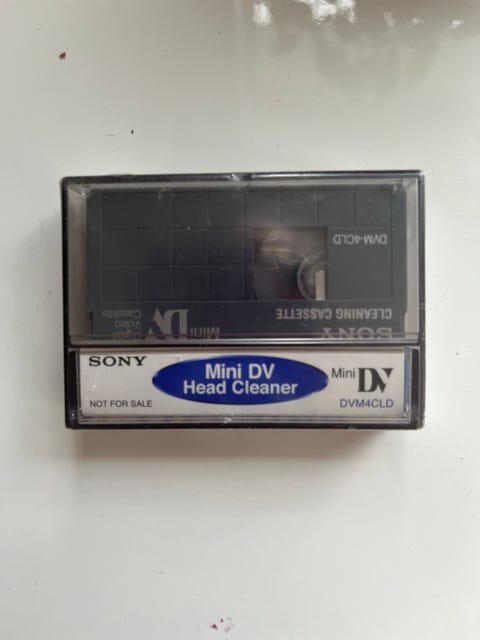 DVM-4CLD
CLEANING CASSETTE
SONY
Mini DV
Video
Cassette
SONY
Mini DV
Head Cleaner
Mini DV
NOT FOR SALE
DVM4CLD